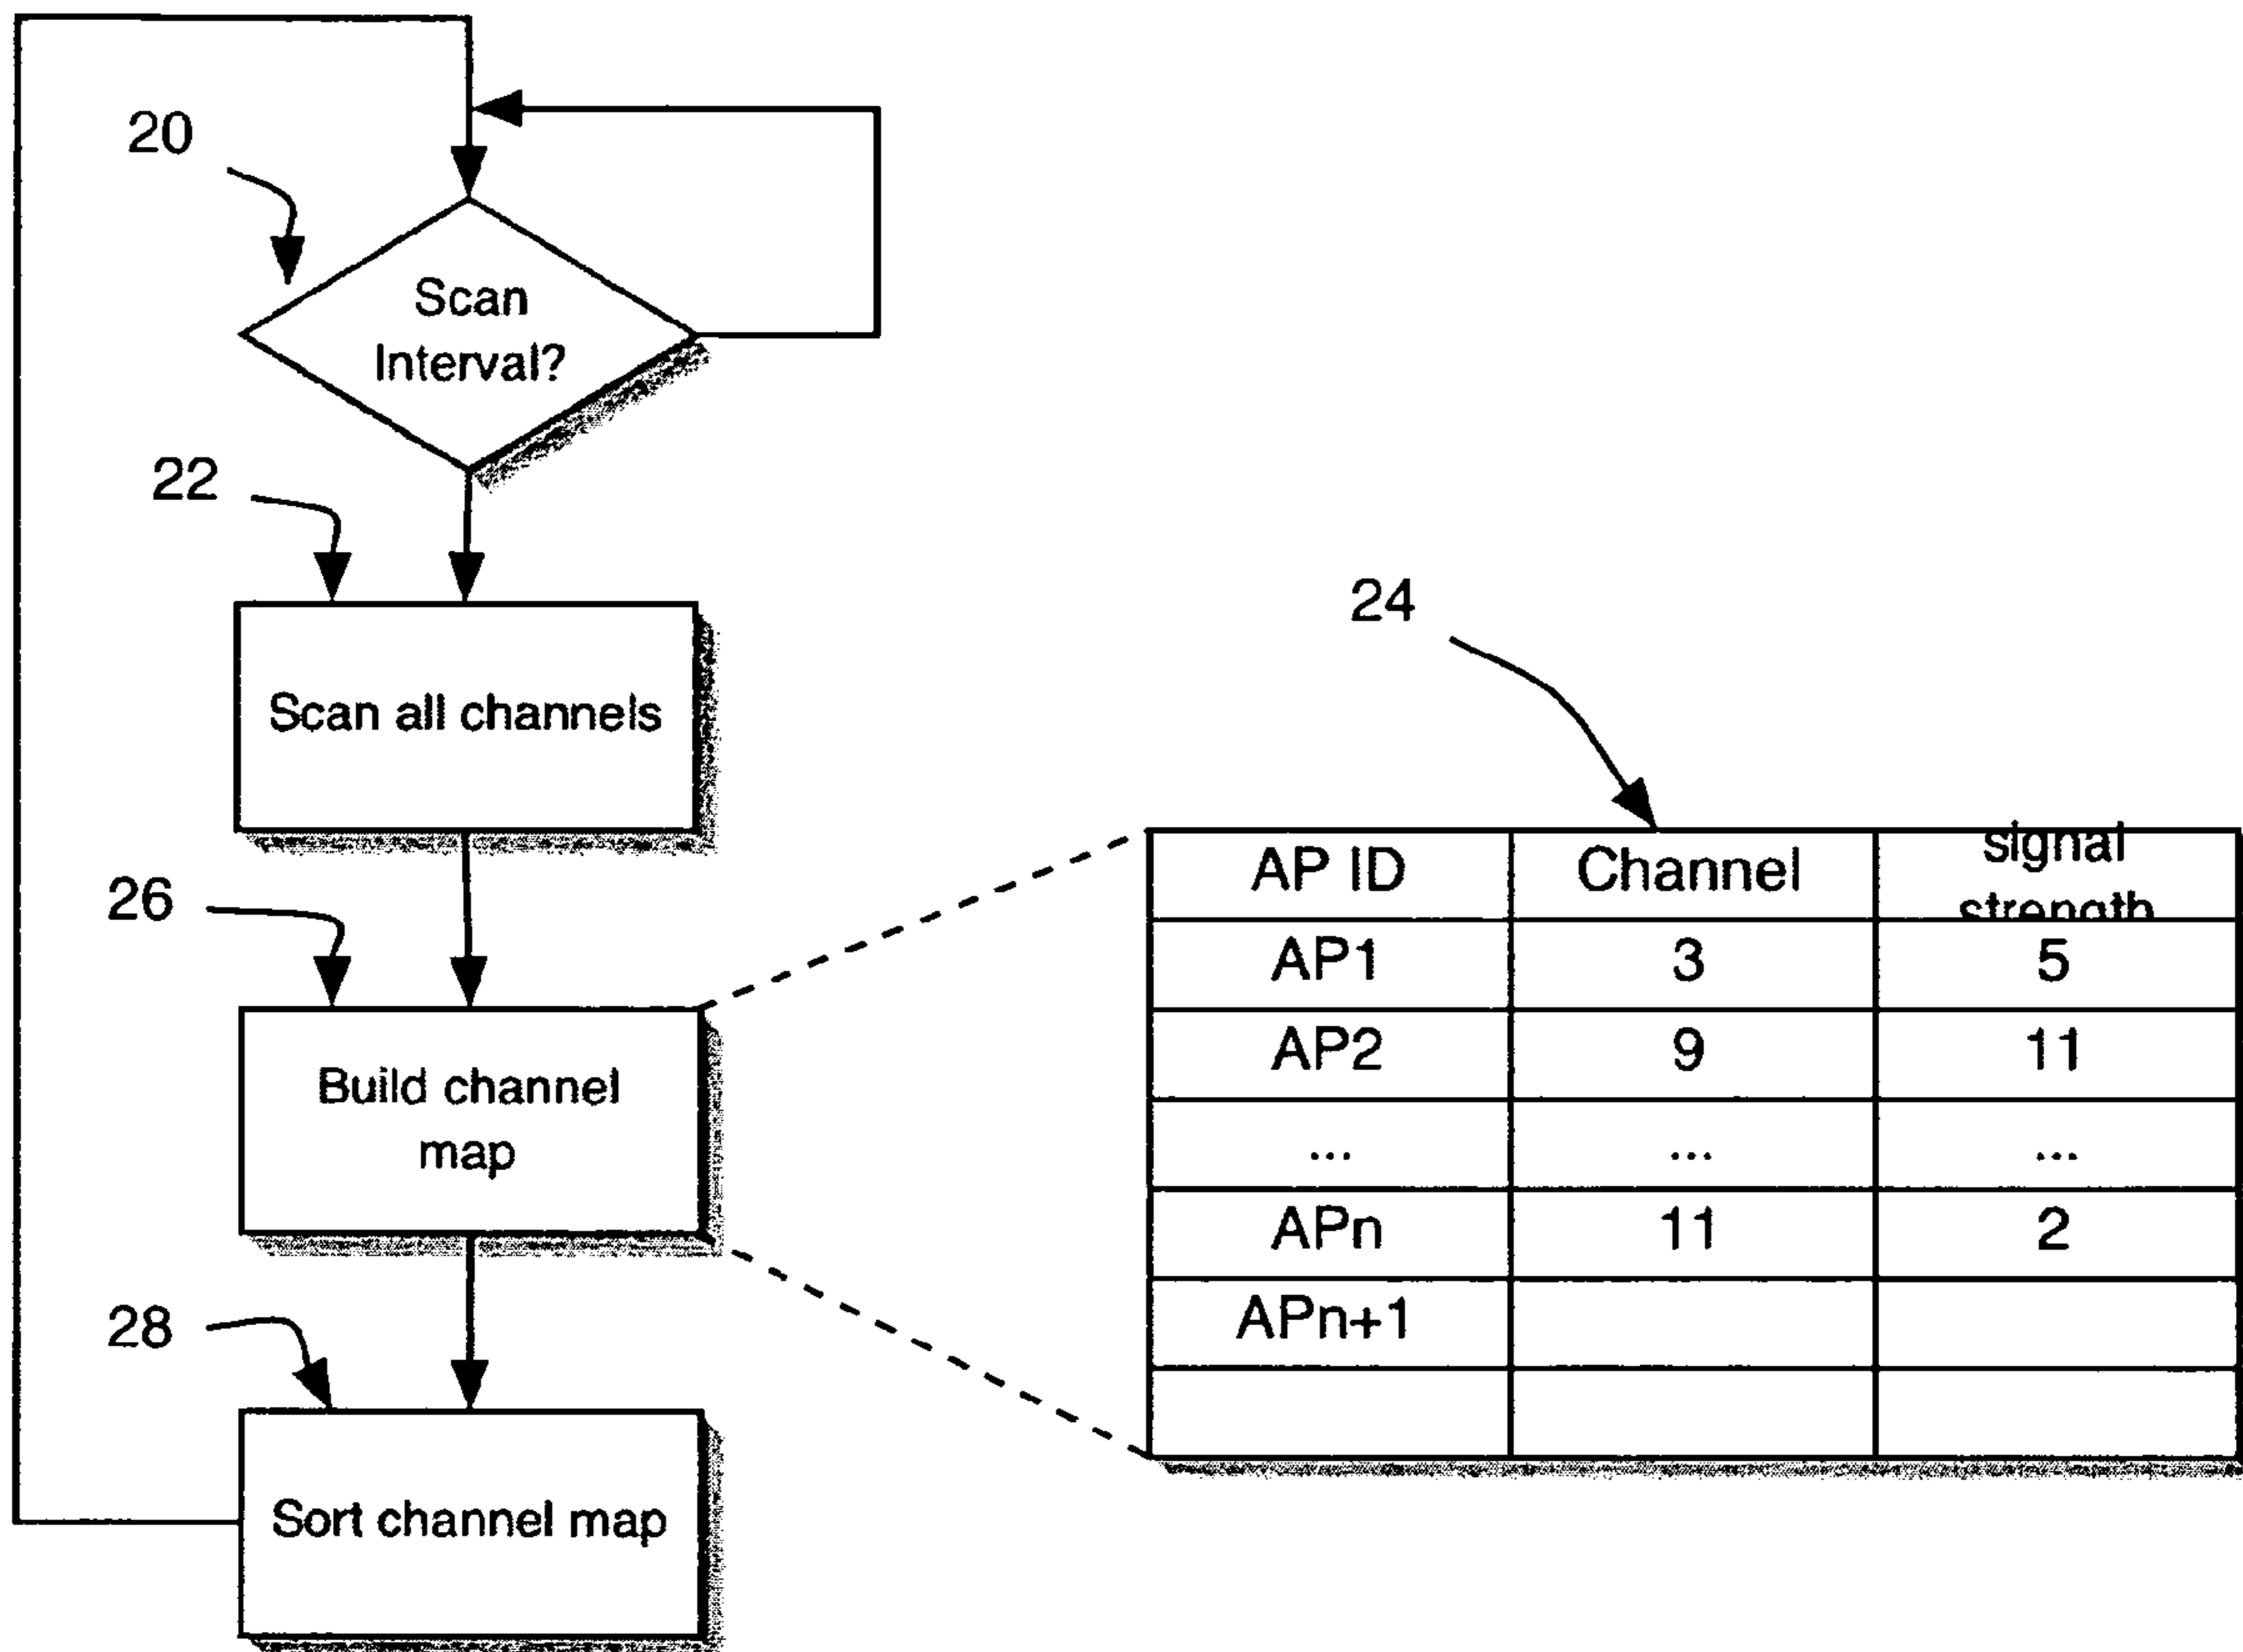 20
Scan
Interval?
22
Scan all channels
24
26
Build channel
map
28
Sort channel map
AP ID Channel signal
strength
AP1 3 5
AP2 9 11
... ... ...
APn 11 2
APn+1